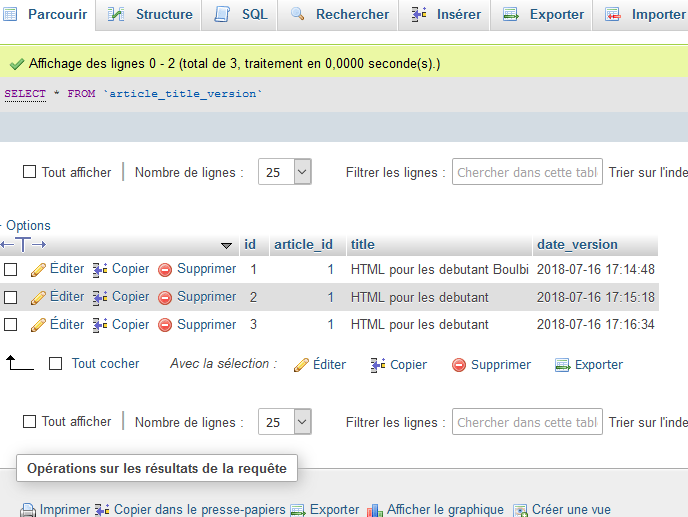 Parcourir Structure SQL Rechercher Insérer Exporter Importer
Affichage des lignes 0 - 2 (total de 3, traitement en 0,0000 seconde(s).)
SELECT * FROM `article_title_version`
Tout afficher | Nombre de lignes : 25 Filtrer les lignes : Chercher dans cette table Trier sur l'inde
- Options
id article_id title date_version
Éditer Copier Supprimer 1 1 HTML pour les debutant Boulbi 2018-07-16 17:14:48
Éditer Copier Supprimer 2 1 HTML pour les debutant 2018-07-16 17:15:18
Éditer Copier Supprimer 3 1 HTML pour les debutant 2018-07-16 17:16:34
Tout cocher Avec la sélection : Éditer Copier Supprimer Exporter
Tout afficher | Nombre de lignes : 25 Filtrer les lignes : Chercher dans cette table Trier sur l'inde
Opérations sur les résultats de la requête
Imprimer Copier dans le presse-papiers Exporter Afficher le graphique Créer une vue